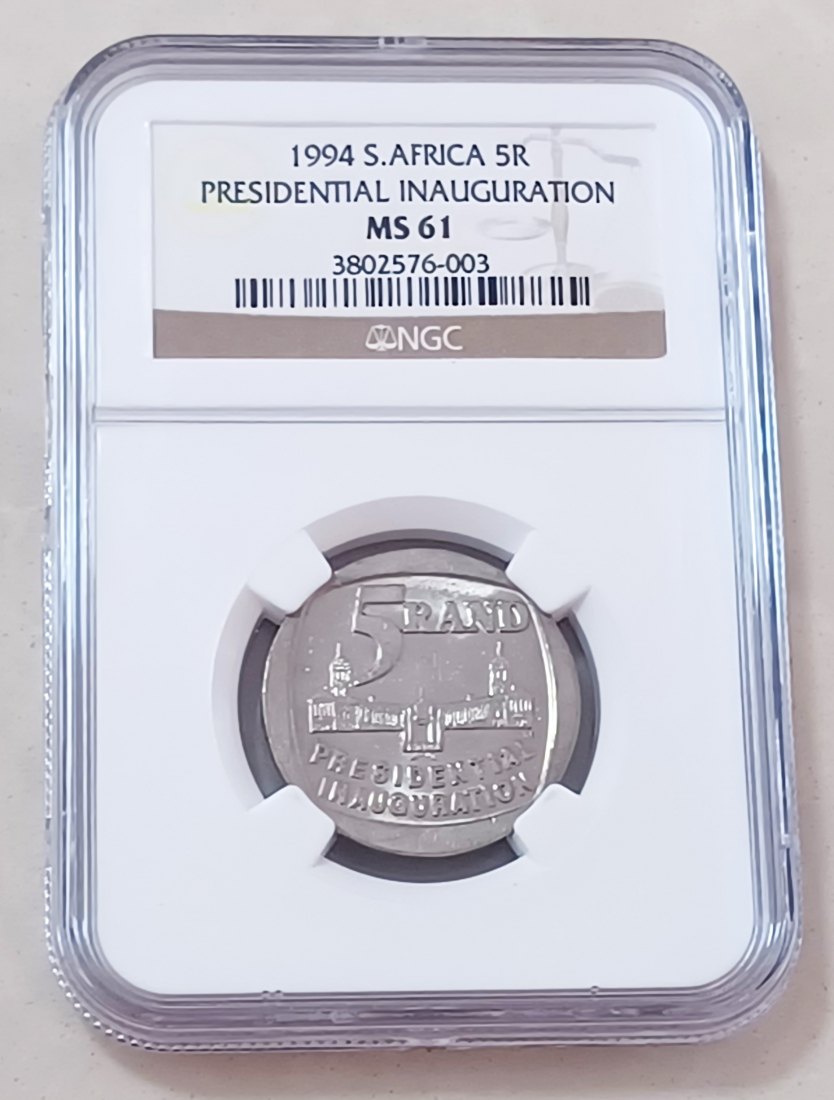 1994 S.AFRICA 5R
PRESIDENTIAL INAUGURATION
MS 61
3802576-003
NGC
5 RAND
PRESIDENTIAL
INAUGURATION